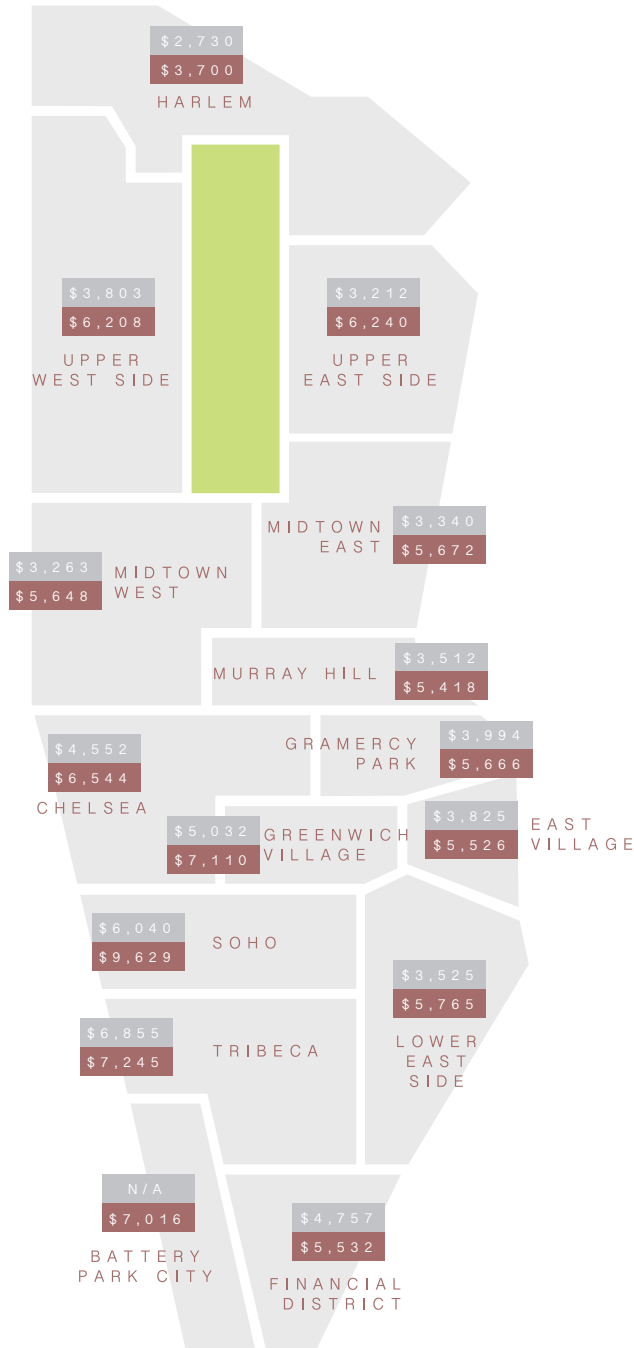 $2,730
$3,700
HARLEM
$3,803
$6,208
UPPER
WEST SIDE
$3,212
$6,240
UPPER
EAST SIDE
MIDTOWN
EAST
$3,340
$5,672
$3,263
$5,648
MIDTOWN
WEST
MURRAY HILL
$3,512
$5,418
GRAMERCY
PARK
$3,994
$5,666
$4,552
$6,544
CHELSEA
$5,032
$7,110
GREENWICH
VILLAGE
$3,825
$5,526
EAST
VILLAGE
$6,040
$9,629
SOHO
$3,525
$5,765
LOWER
EAST
SIDE
$6,855
$7,245
TRIBECA
N/A
$7,016
BATTERY
PARK CITY
$4,757
$5,532
FINANCIAL
DISTRICT